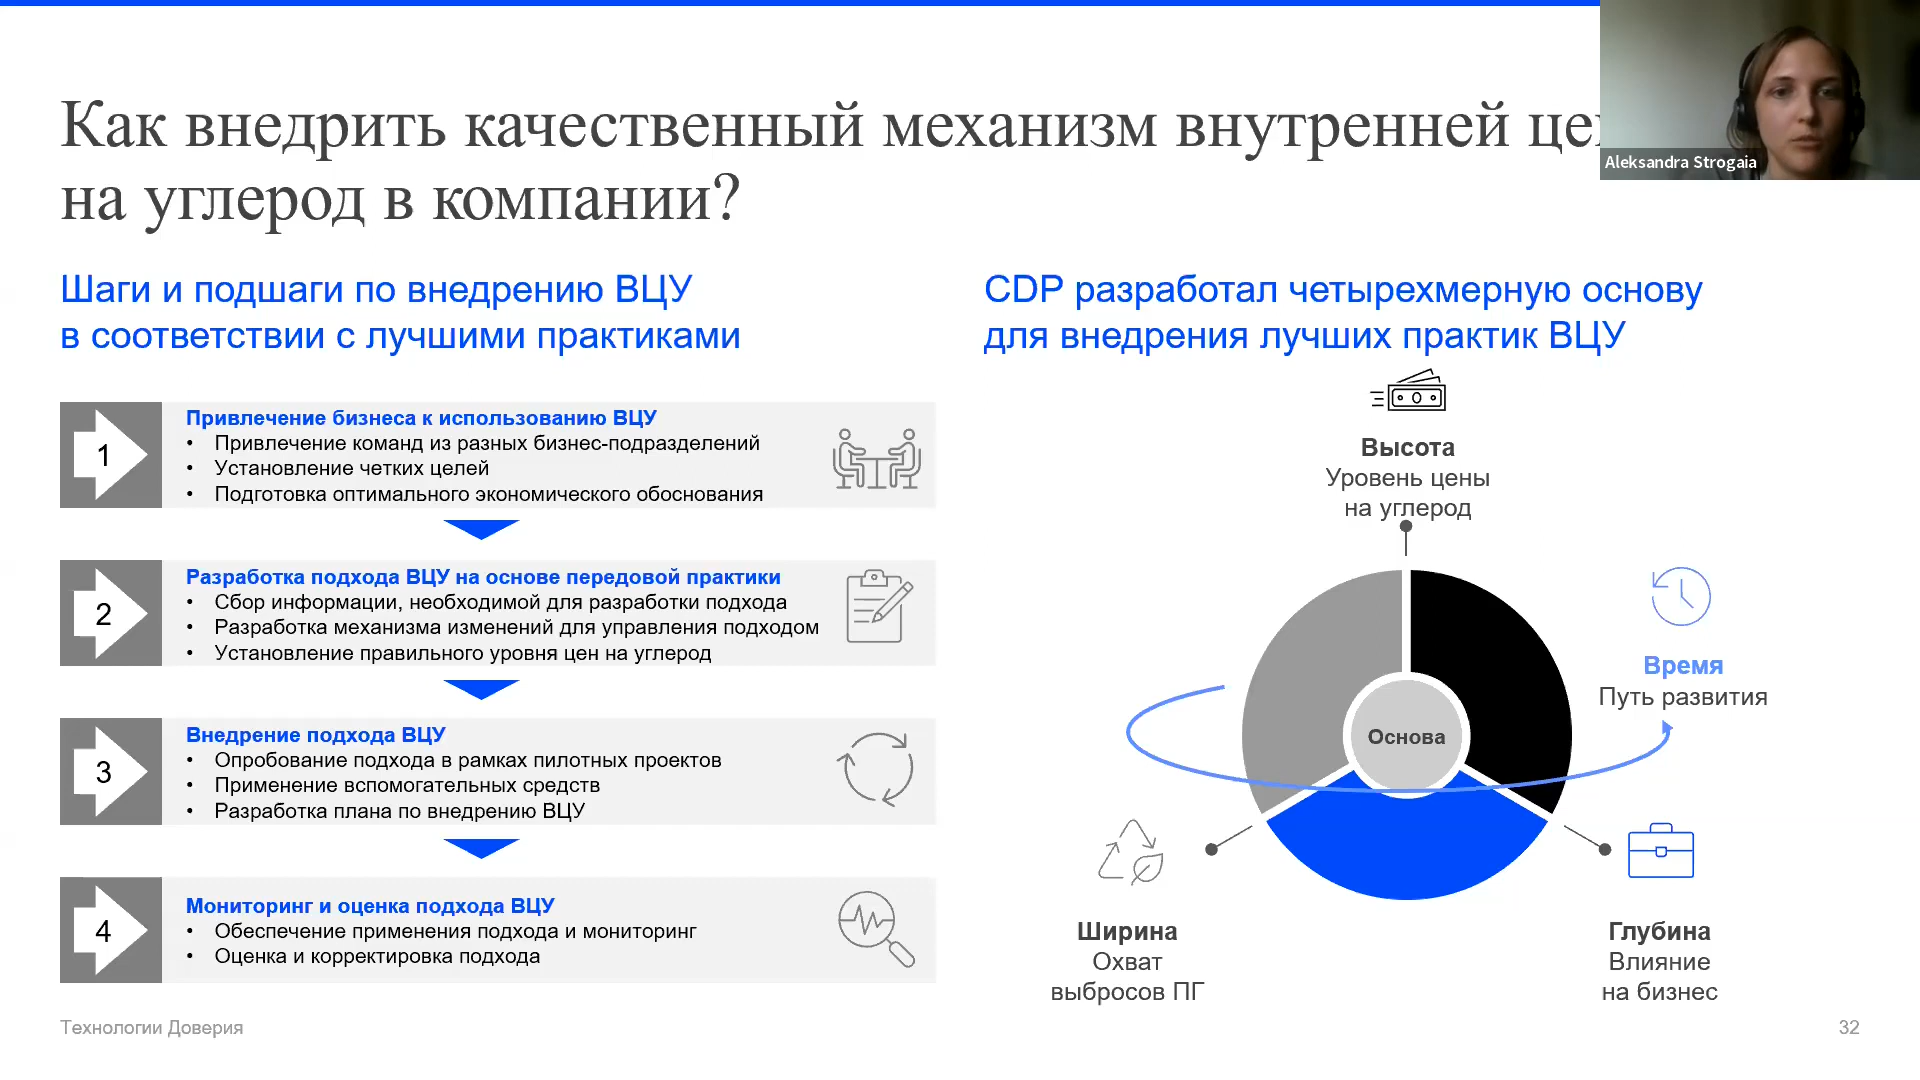 Как внедрить качественный механизм внутренней
на углерод в компании?
Aleksandra Strogaia
Шаги и подшаги по внедрению ВЦУ
в соответствии с лучшими практиками
1
Привлечение бизнеса к использованию ВЦУ
• Привлечение команд из разных бизнес-подразделений
• Установление четких целей
• Подготовка оптимального экономического обоснования
2
Разработка подхода ВЦУ на основе передовой практики
• Сбор информации, необходимой для разработки подхода
• Разработка механизма изменений для управления подходом
• Установление правильного уровня цен на углерод
3
Внедрение подхода ВЦУ
• Опробование подхода в рамках пилотных проектов
• Применение вспомогательных средств
• Разработка плана по внедрению ВЦУ
4
Мониторинг и оценка подхода ВЦУ
• Обеспечение применения подхода и мониторинг
• Оценка и корректировка подхода
CDP разработал четырехмерную основу
для внедрения лучших практик ВЦУ
Высота
Уровень цены
на углерод
Время
Путь развития
Основа
Ширина
Охват
выбросов ПГ
Глубина
Влияние
на бизнес
Технологии Доверия
32